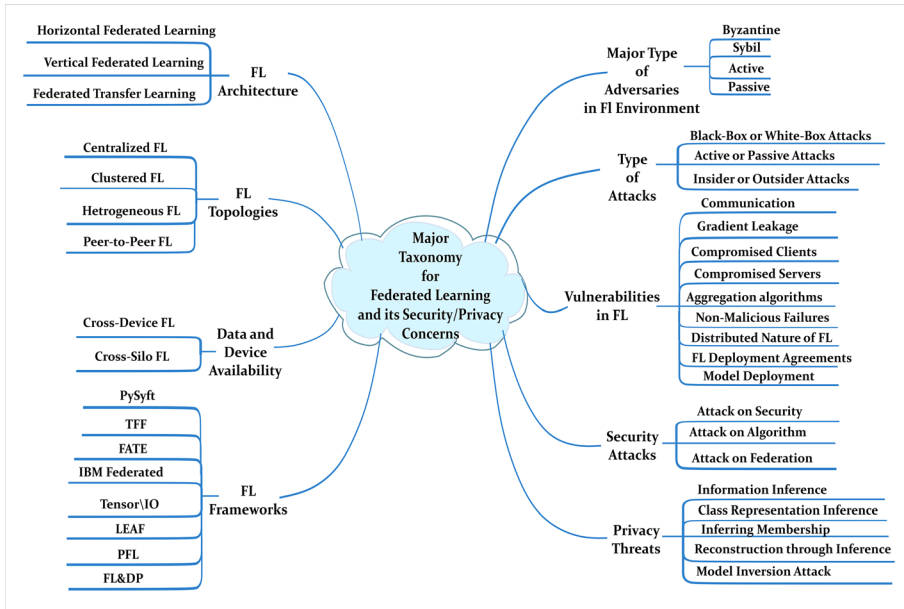 Horizontal Federated Learning
Vertical Federated Learning
Federated Transfer Learning
FL
Architecture
Centralized FL
Clustered FL
Hetrogeneous FL
Peer-to-Peer FL
FL
Topologies
Cross-Device FL
Cross-Silo FL
Data and
Device
Availability
PySyft
TFF
FATE
IBM Federated
Tensor\IO
LEAF
PFL
FL&DP
FL
Frameworks
Major
Taxonomy
for
Federated Learning
and its Security/Privacy
Concerns
Major Type
of
Adversaries
in Fl Environment
Byzantine
Sybil
Active
Passive
Type
of
Attacks
Black-Box or White-Box Attacks
Active or Passive Attacks
Insider or Outsider Attacks
Vulnerabilities
in FL
Communication
Gradient Leakage
Compromised Clients
Compromised Servers
Aggregation algorithms
Non-Malicious Failures
Distributed Nature of FL
FL Deployment Agreements
Model Deployment
Security
Attacks
Attack on Security
Attack on Algorithm
Attack on Federation
Privacy
Threats
Information Inference
Class Representation Inference
Inferring Membership
Reconstruction through Inference
Model Inversion Attack